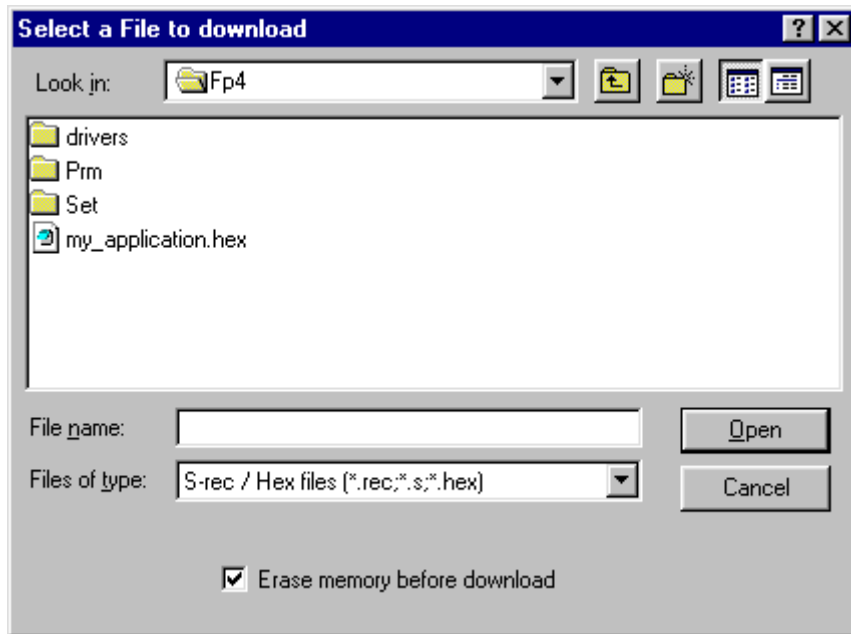 Select a File to download
Look in: Fp4
drivers
Prm
Set
my_application.hex
File name: Open
Files of type: S-rec / Hex files (*.rec;*.s;*.hex) Cancel
Erase memory before download